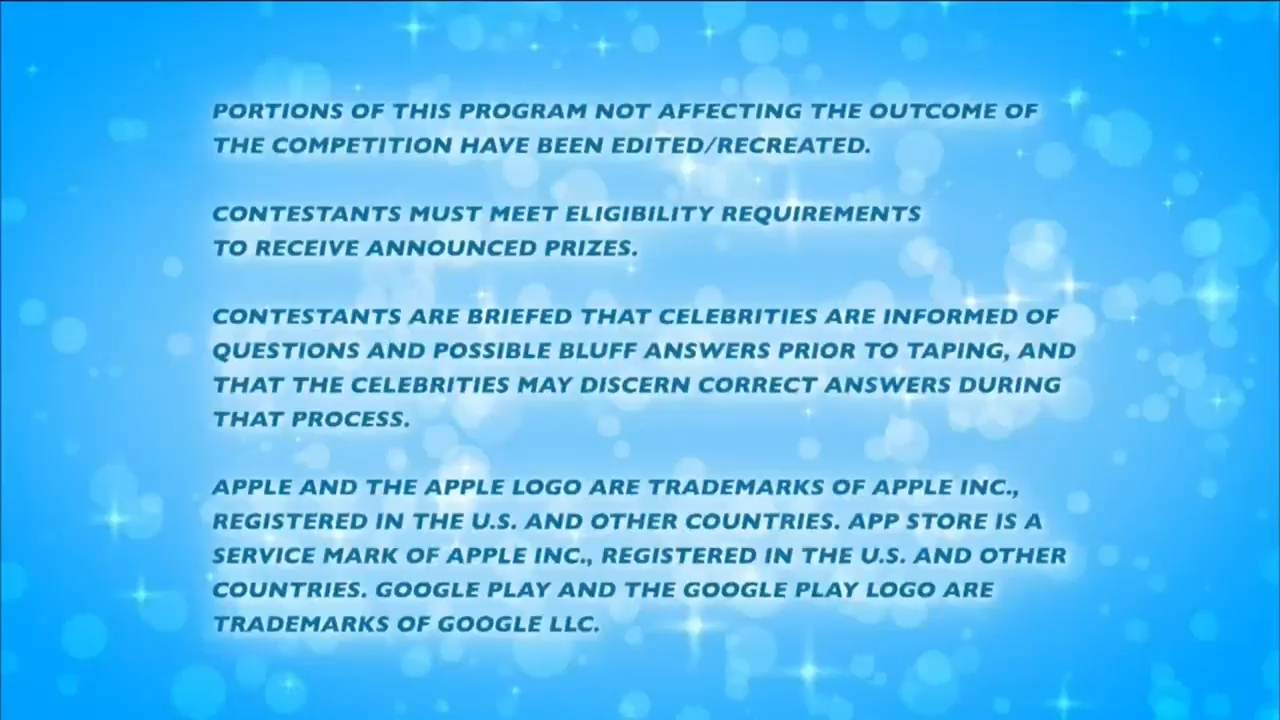 PORTIONS OF THIS PROGRAM NOT AFFECTING THE OUTCOME OF
THE COMPETITION HAVE BEEN EDITED/RECREATED.
CONTESTANTS MUST MEET ELIGIBILITY REQUIREMENTS
TO RECEIVE ANNOUNCED PRIZES.
CONTESTANTS ARE BRIEFED THAT CELEBRITIES ARE INFORMED OF
QUESTIONS AND POSSIBLE BLUFF ANSWERS PRIOR TO TAPING, AND
THAT THE CELEBRITIES MAY DISCERN CORRECT ANSWERS DURING
THAT PROCESS.
APPLE AND THE APPLE LOGO ARE TRADEMARKS OF APPLE INC.,
REGISTERED IN THE U.S. AND OTHER COUNTRIES. APP STORE IS A
SERVICE MARK OF APPLE INC., REGISTERED IN THE U.S. AND OTHER
COUNTRIES. GOOGLE PLAY AND THE GOOGLE PLAY LOGO ARE
TRADEMARKS OF GOOGLE LLC.